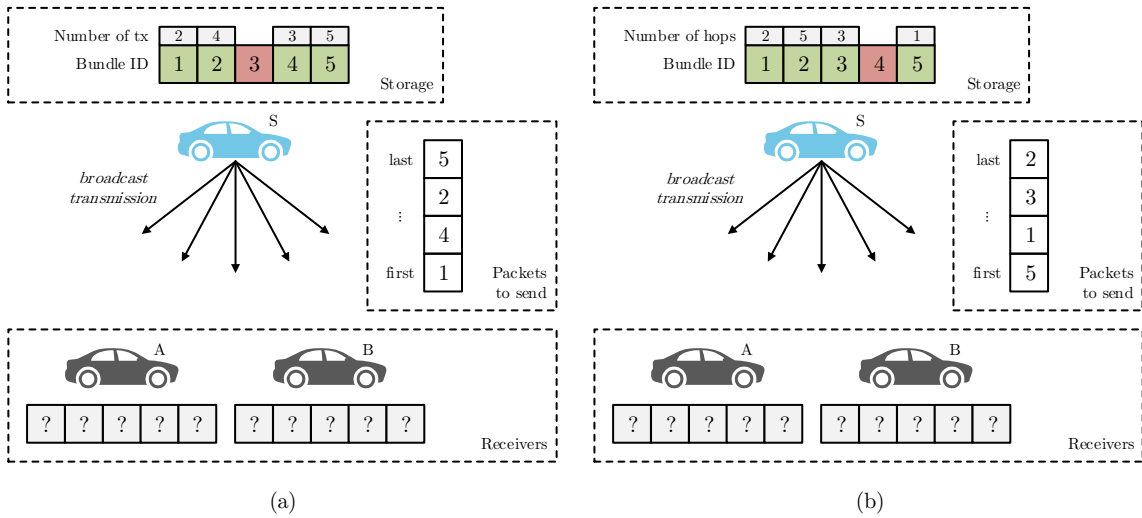 Number of tx 2 4 3 5
Bundle ID 1 2 3 4 5
Storage
S
broadcast
transmission
last 5
2
... 4
first 1
Packets
to send
A B
? ? ? ? ? ? ? ? ? ?
Receivers
(a)
Number of hops 2 5 3 1
Bundle ID 1 2 3 4 5
Storage
S
broadcast
transmission
last 2
3
... 1
first 5
Packets
to send
A B
? ? ? ? ? ? ? ? ? ?
Receivers
(b)